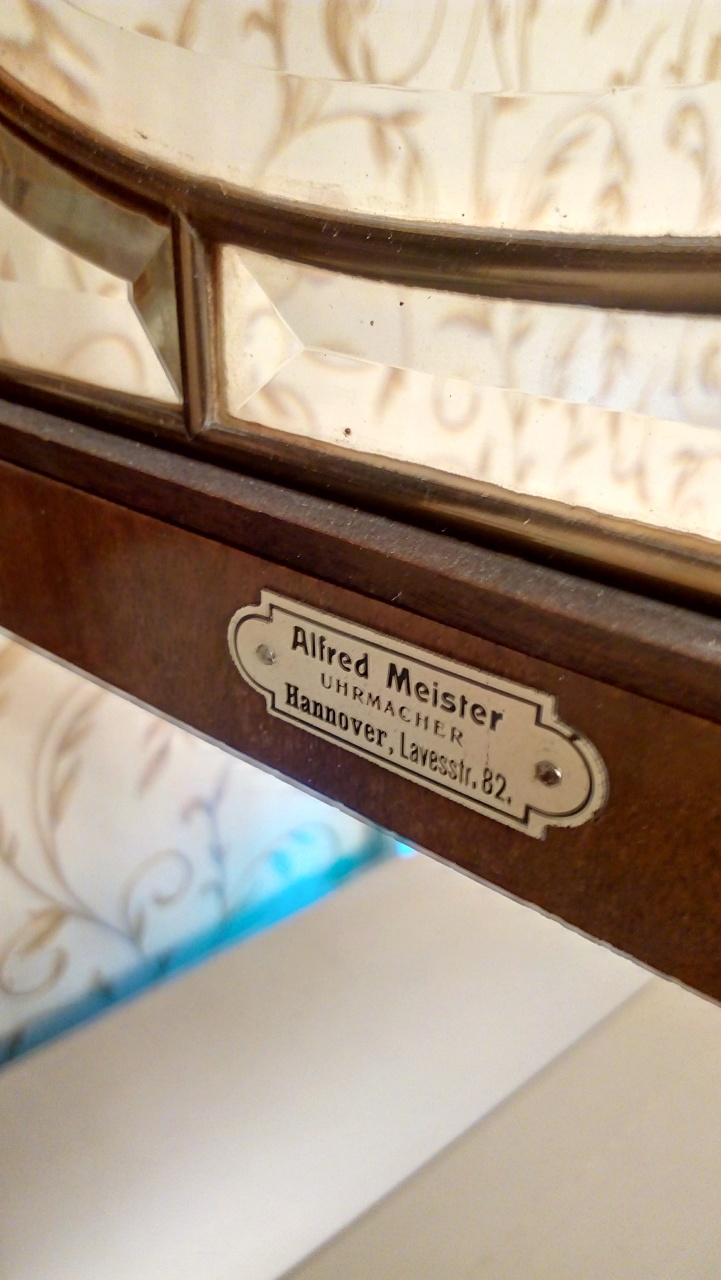 Alfred Meister
UHRMACHER
Hannover, Lavesstr. 82.